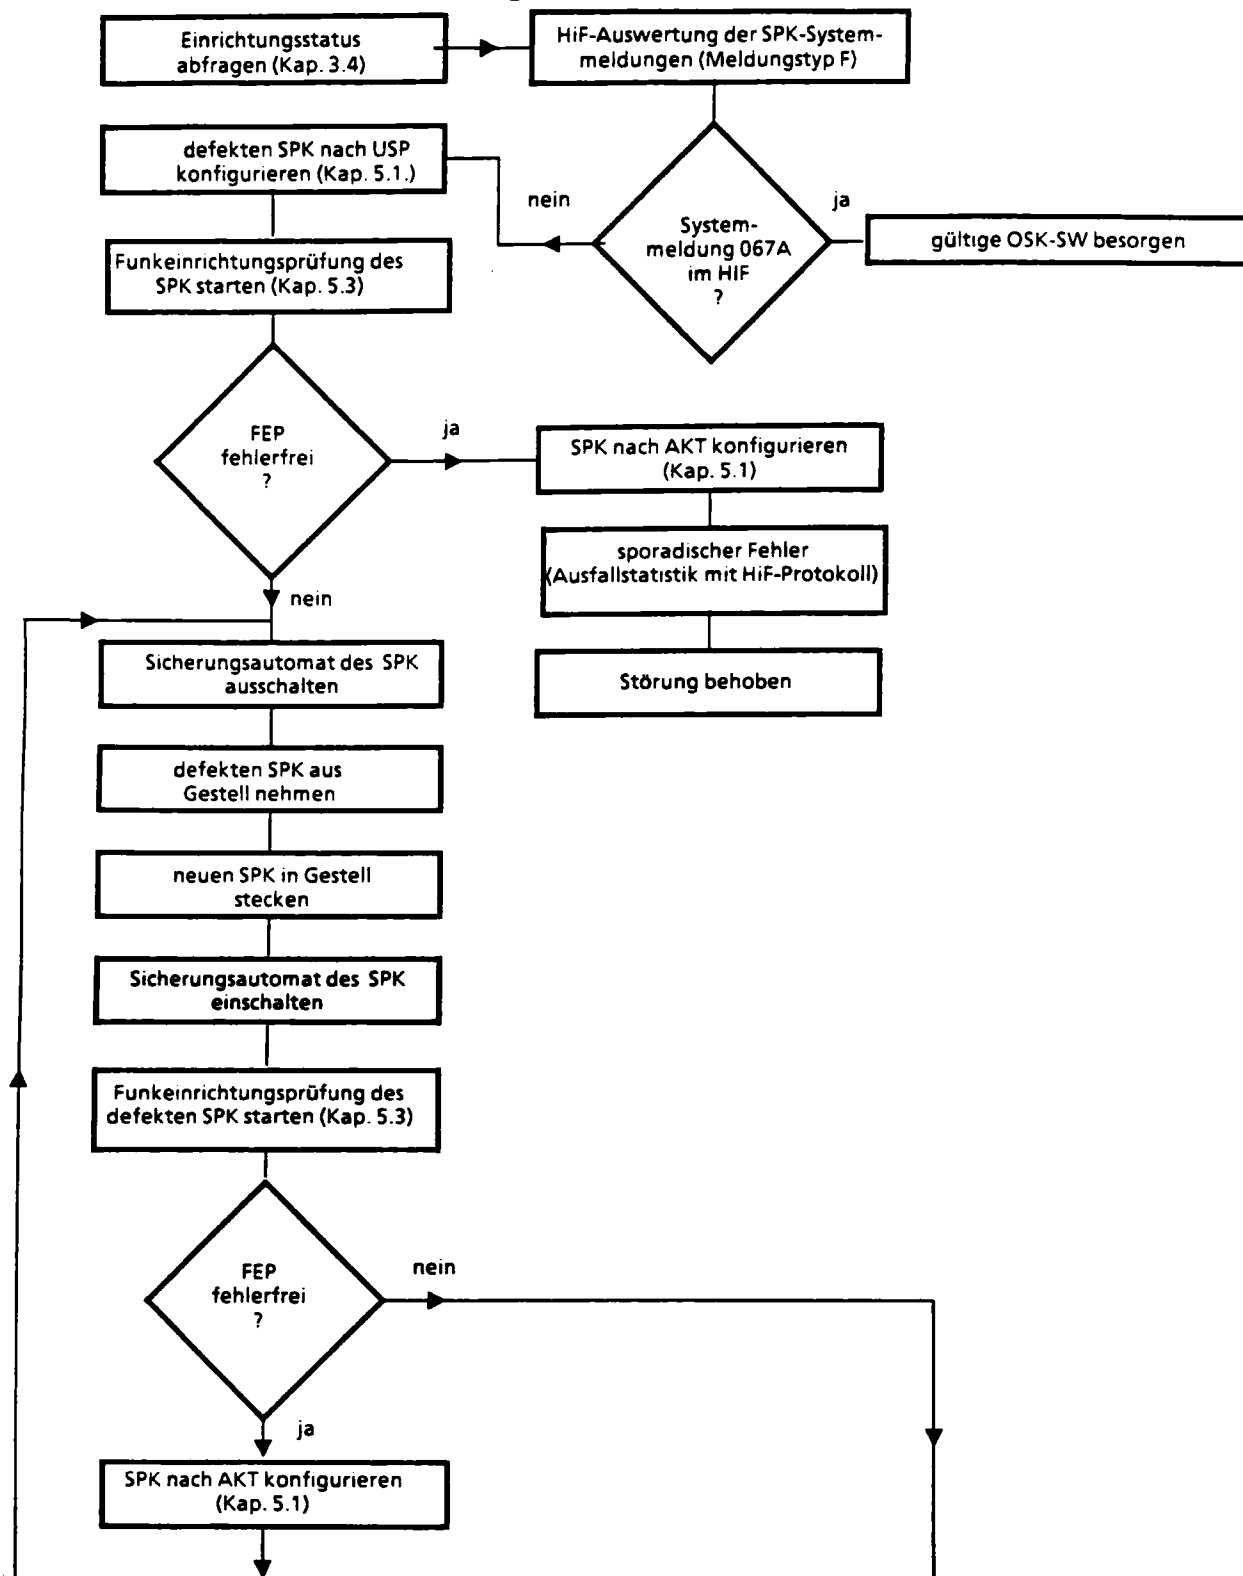 Einrichtungsstatus
abfragen (Kap. 3.4)
HiF-Auswertung der SPK-System-
meldungen (Meldungstyp F)
defekten SPK nach USP
konfigurieren (Kap. 5.1.)
nein
ja
System-
meldung 067A
im HIF
?
gültige OSK-SW besorgen
Funkeinrichtungsprüfung des
SPK starten (Kap. 5.3)
FEP
fehlerfrei
?
ja
SPK nach AKT konfigurieren
(Kap. 5.1)
sporadischer Fehler
(Ausfallstatistik mit HiF-Protokoll)
nein
Störung behoben
Sicherungsautomat des SPK
ausschalten
defekten SPK aus
Gestell nehmen
neuen SPK in Gestell
stecken
Sicherungsautomat des SPK
einschalten
Funkeinrichtungsprüfung des
defekten SPK starten (Kap. 5.3)
FEP
fehlerfrei
?
nein
ja
SPK nach AKT konfigurieren
(Kap. 5.1)